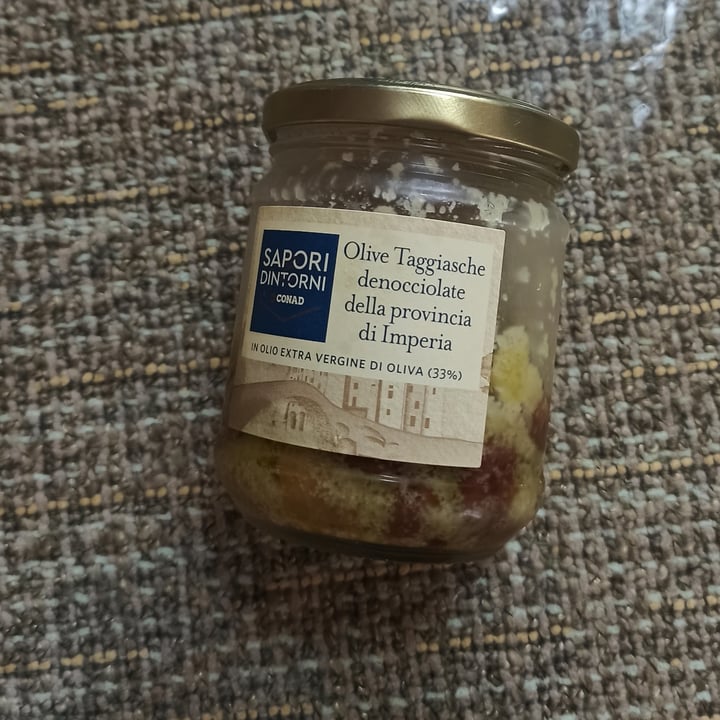 SAPORI
DINTORNI
CONAD
Olive Taggiasche
denocciolate
della provincia
di Imperia
IN OLIO EXTRA VERGINE DI OLIVA (33%)